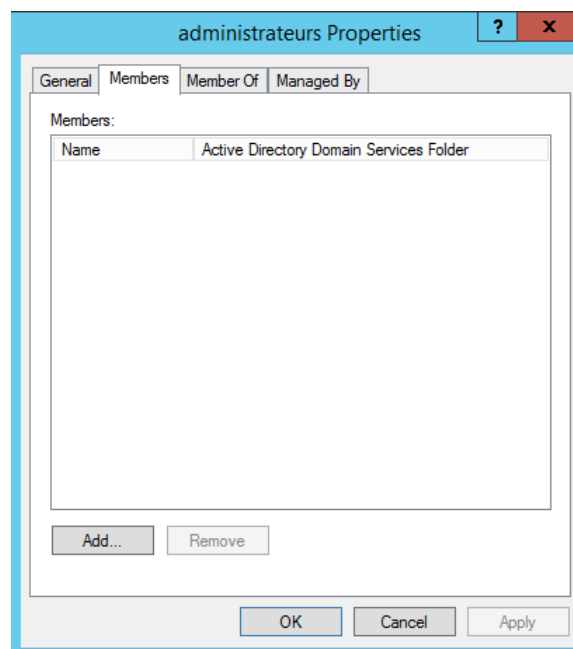 administrateurs Properties ? x
General Members Member Of Managed By
Members:
Name Active Directory Domain Services Folder
Add... Remove
OK Cancel Apply